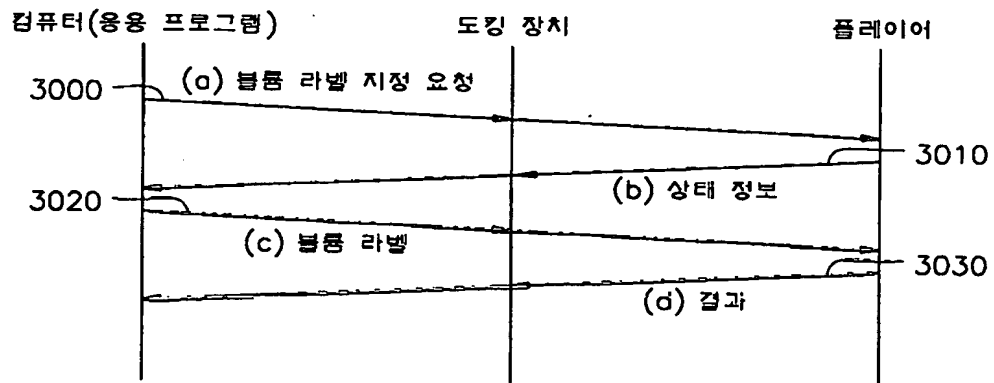 컴퓨터(응용 프로그램)
도킹 장치
플레이어
3000
(a) 볼륨 라벨 지정 요청
3010
(b) 상태 정보
3020
(c) 볼륨 라벨
3030
(d) 결과